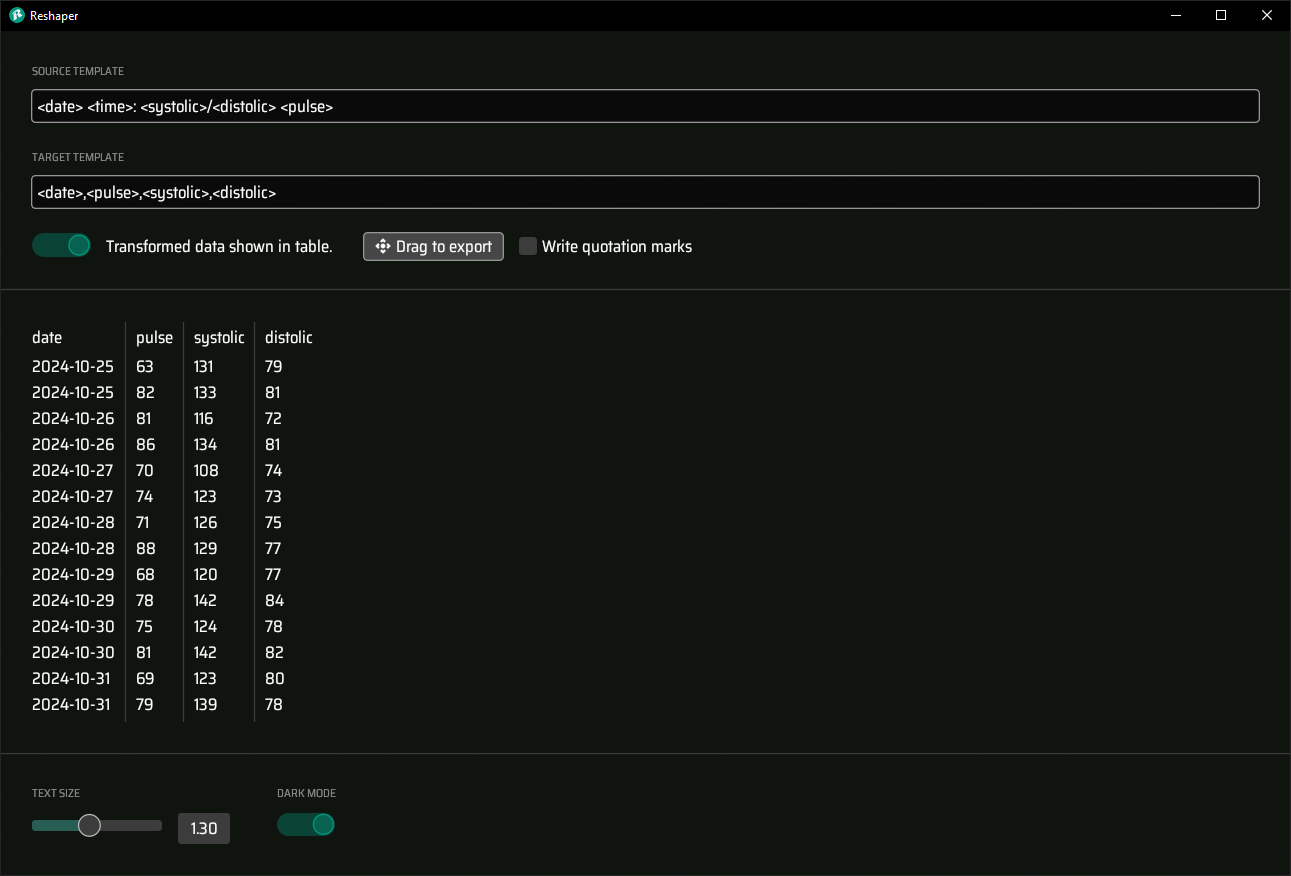 Reshaper
SOURCE TEMPLATE
<date> <time>: <systolic>/<distolic> <pulse>
TARGET TEMPLATE
<date>,<pulse>,<systolic>,<distolic>
Transformed data shown in table. Drag to export Write quotation marks
date pulse systolic distolic
2024-10-25 63 131 79
2024-10-25 82 133 81
2024-10-26 81 116 72
2024-10-26 86 134 81
2024-10-27 70 108 74
2024-10-27 74 123 73
2024-10-28 71 126 75
2024-10-28 88 129 77
2024-10-29 68 120 77
2024-10-29 78 142 84
2024-10-30 75 124 78
2024-10-30 81 142 82
2024-10-31 69 123 80
2024-10-31 79 139 78
TEXT SIZE DARK MODE
1.30